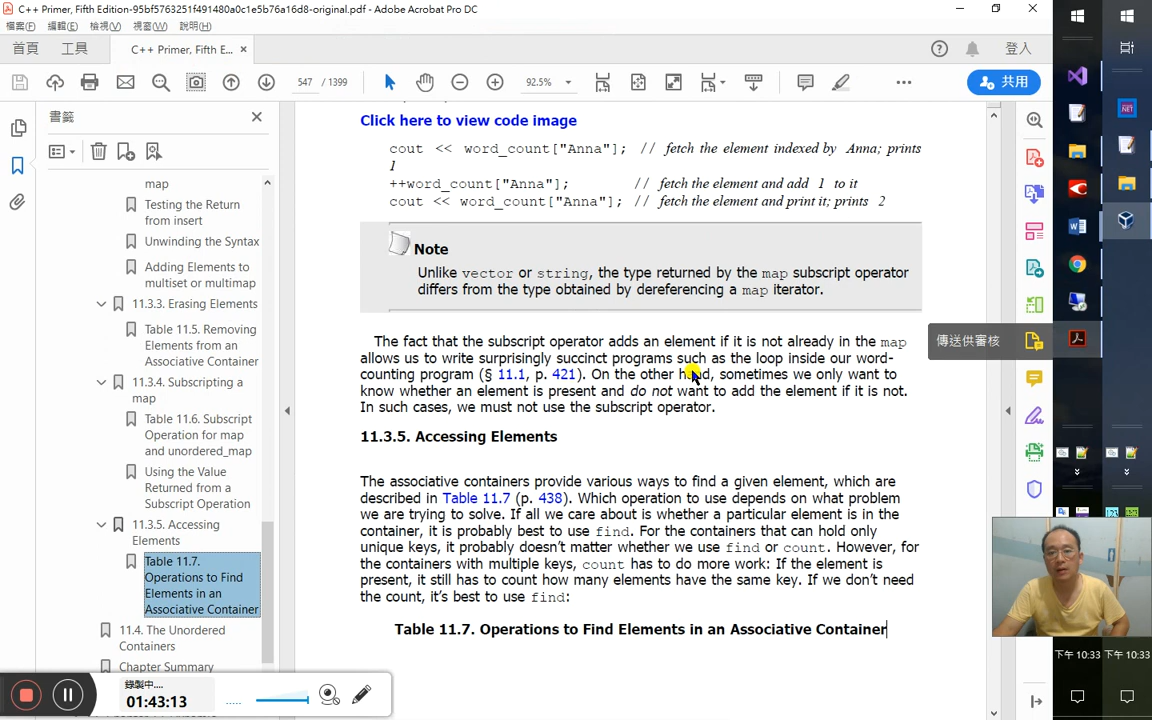 C++ Primer, Fifth Edition-95bf5763251f491480a0c1e5b76a16d8-original.pdf - Adobe Acrobat Pro DC
檔案(F) 編輯(E) 檢視(V) 視窗(W) 說明(H)
首頁 工具 C++ Primer, Fifth E... × 登入
547 / 1399 92.5% 共用
書籤
map
Testing the Return
from insert
Unwinding the Syntax
Adding Elements to
multiset or multimap
11.3.3. Erasing Elements
Table 11.5. Removing
Elements from an
Associative Container
11.3.4. Subscripting a
map
Table 11.6. Subscript
Operation for map
and unordered_map
Using the Value
Returned from a
Subscript Operation
11.3.5. Accessing
Elements
Table 11.7.
Operations to Find
Elements in an
Associative Container
11.4. The Unordered
Containers
Chapter Summary
Click here to view code image
cout << word_count["Anna"]; // fetch the element indexed by Anna; prints
1
++word_count["Anna"]; // fetch the element and add 1 to it
cout << word_count["Anna"]; // fetch the element and print it; prints 2
Note
Unlike vector or string, the type returned by the map subscript operator
differs from the type obtained by dereferencing a map iterator.
The fact that the subscript operator adds an element if it is not already in the map
allows us to write surprisingly succinct programs such as the loop inside our word-
counting program (§ 11.1, p. 421). On the other hand, sometimes we only want to
know whether an element is present and do not want to add the element if it is not.
In such cases, we must not use the subscript operator.
11.3.5. Accessing Elements
The associative containers provide various ways to find a given element, which are
described in Table 11.7 (p. 438). Which operation to use depends on what problem
we are trying to solve. If all we care about is whether a particular element is in the
container, it is probably best to use find. For the containers that can hold only
unique keys, it probably doesn't matter whether we use find or count. However, for
the containers with multiple keys, count has to do more work: If the element is
present, it still has to count how many elements have the same key. If we don't need
the count, it's best to use find:
Table 11.7. Operations to Find Elements in an Associative Container
傳送供審核
.NET
下午 10:33 下午 10:33
錄製中....
01:43:13